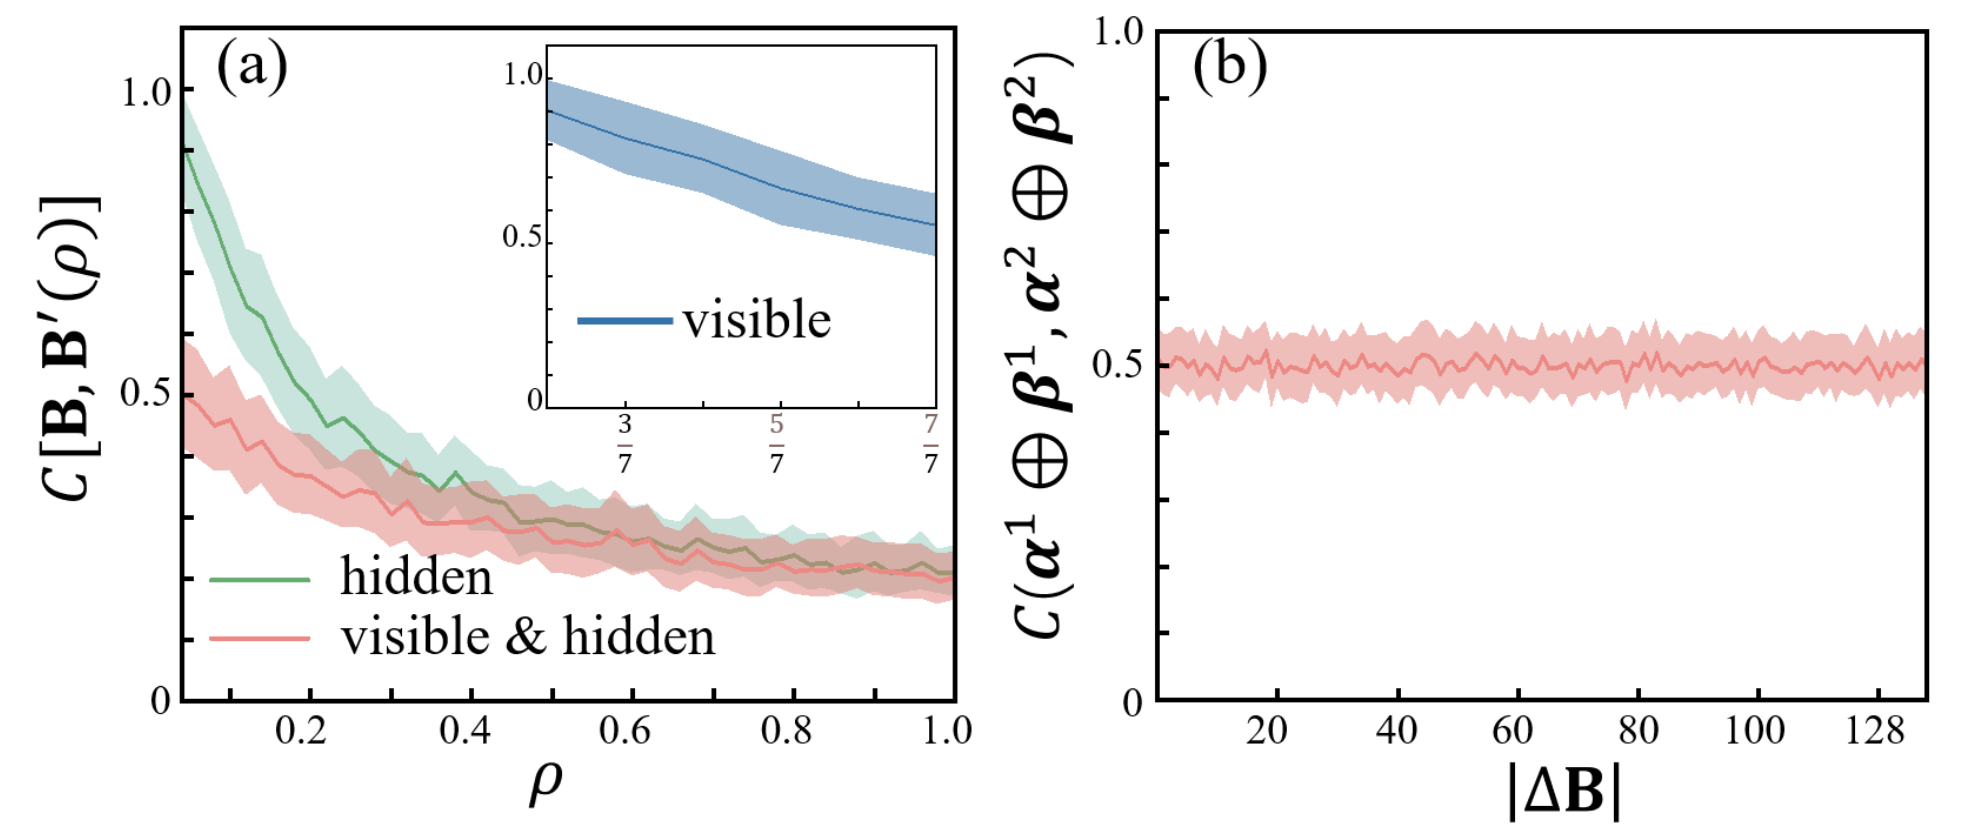 (a)
1.0
0.5
0
C[B, B′(ρ)]
hidden
visible & hidden
0.2 0.4 0.6 0.8 1.0
ρ
1.0
0.5
0
visible
3/7 5/7 7/7
(b)
1.0
0.5
0
C(α¹ ⊕ β¹, α² ⊕ β²)
20 40 60 80 100 128
|ΔB|